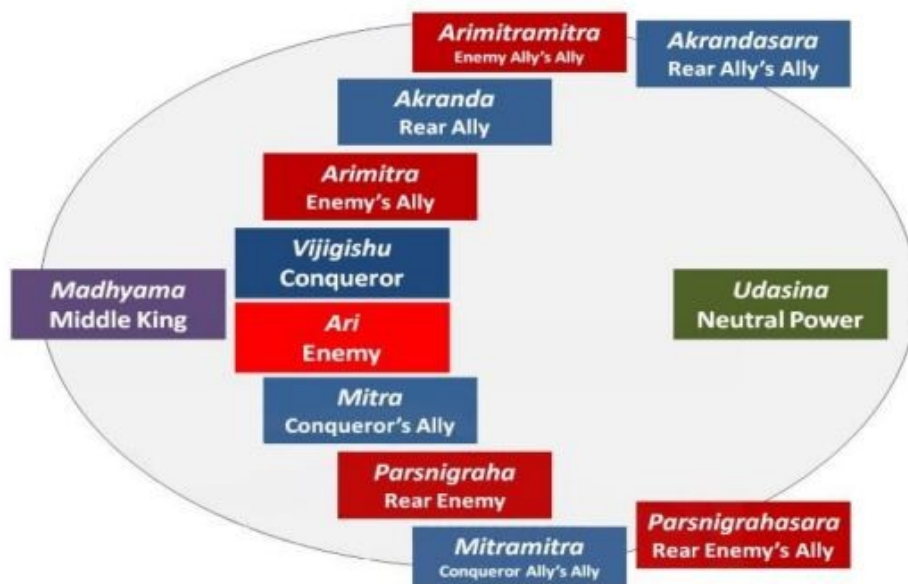 Arimitramitra
Enemy Ally's Ally
Akrandasara
Rear Ally's Ally
Akranda
Rear Ally
Arimitra
Enemy's Ally
Vijigishu
Conqueror
Madhyama
Middle King
Udasina
Neutral Power
Ari
Enemy
Mitra
Conqueror's Ally
Parsnigraha
Rear Enemy
Mitramitra
Conqueror Ally's Ally
Parsnigrahasara
Rear Enemy's Ally